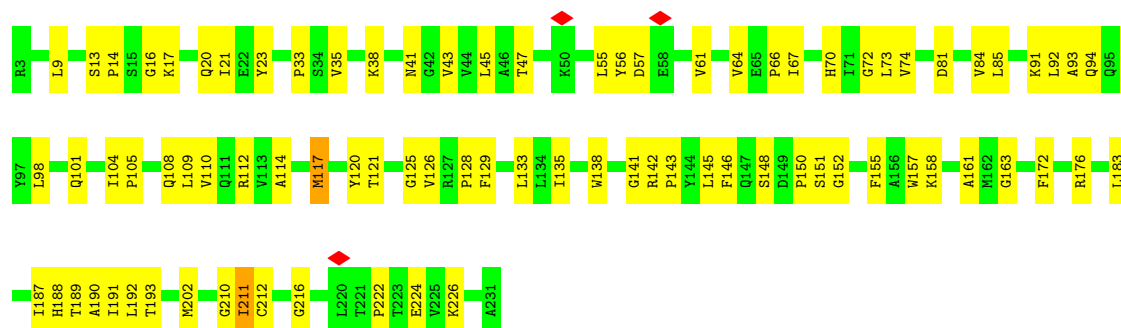 R3 L9 S13 P14 S15 G16 K17 Q20 I21 E22 Y23 P33 S34 V35 K38 N41 G42 V43 V44 L45 A46 T47 K50 L55 Y56 D57 E58 V61 V64 E65 P66 I67 H70 I71 G72 L73 V74 D81 V84 L85 K91 L92 A93 Q94 Q95
Y97 L98 Q101 I104 P105 Q108 L109 V110 Q111 R112 V113 A114 M117 Y120 T121 G125 V126 R127 P128 F129 L133 L134 I135 W138 G141 R142 P143 Y144 L145 F146 Q147 S148 D149 P150 S151 G152 F155 A156 W157 K158 A161 M162 G163 F172 R176 L183
I187 H188 T189 A190 I191 L192 T193 M202 G210 I211 C212 G216 L220 T221 P222 T223 E224 V225 K226 A231